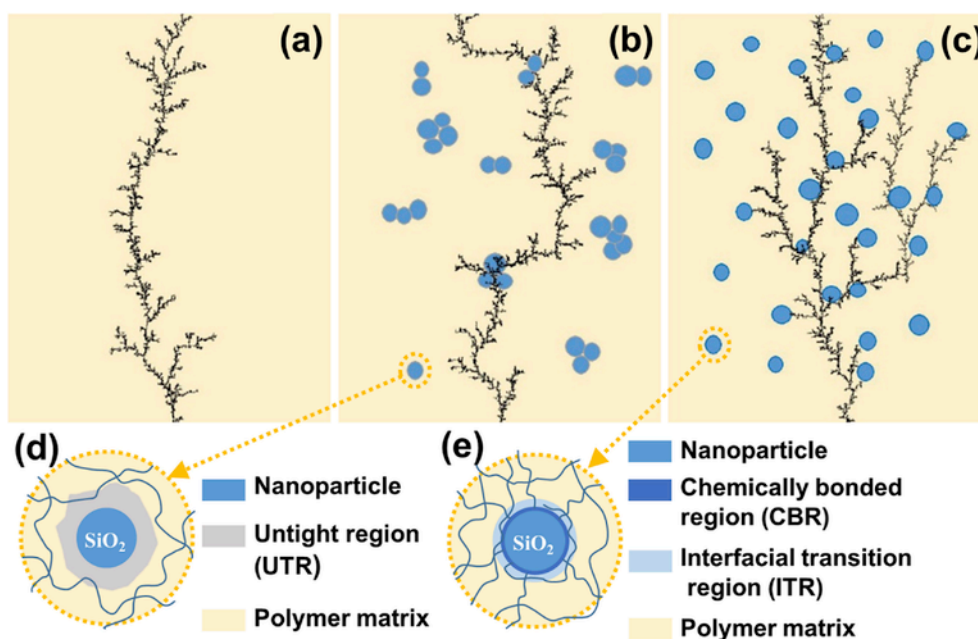 (a)
(b)
(c)
(d)
SiO₂
Nanoparticle
Untight region
(UTR)
Polymer matrix
(e)
SiO₂
Nanoparticle
Chemically bonded
region (CBR)
Interfacial transition
region (ITR)
Polymer matrix